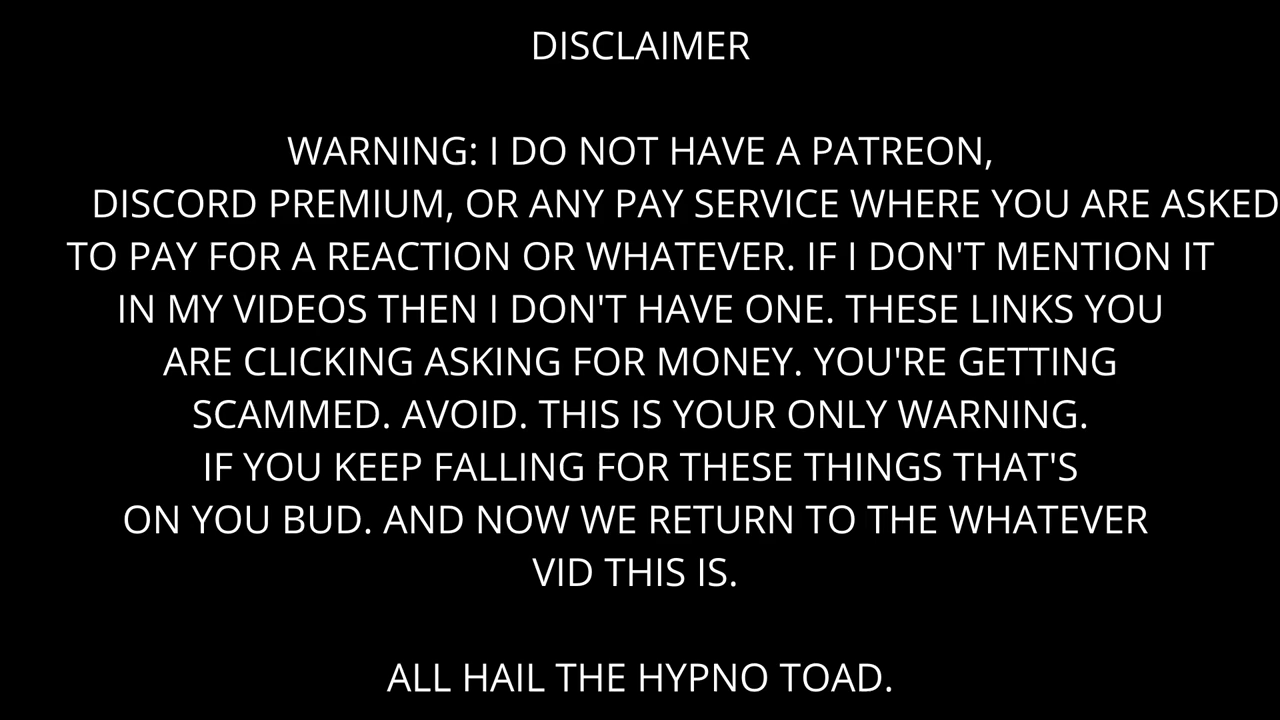 DISCLAIMER
WARNING: I DO NOT HAVE A PATREON,
DISCORD PREMIUM, OR ANY PAY SERVICE WHERE YOU ARE ASKED
TO PAY FOR A REACTION OR WHATEVER. IF I DON'T MENTION IT
IN MY VIDEOS THEN I DON'T HAVE ONE. THESE LINKS YOU
ARE CLICKING ASKING FOR MONEY. YOU'RE GETTING
SCAMMED. AVOID. THIS IS YOUR ONLY WARNING.
IF YOU KEEP FALLING FOR THESE THINGS THAT'S
ON YOU BUD. AND NOW WE RETURN TO THE WHATEVER
VID THIS IS.
ALL HAIL THE HYPNO TOAD.